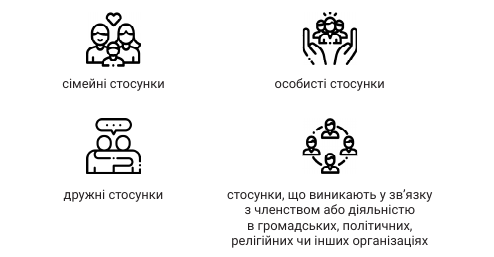 сімейні стосунки
особисті стосунки
дружні стосунки
стосунки, що виникають у зв’язку
з членством або діяльністю
в громадських, політичних,
релігійних чи інших організаціях